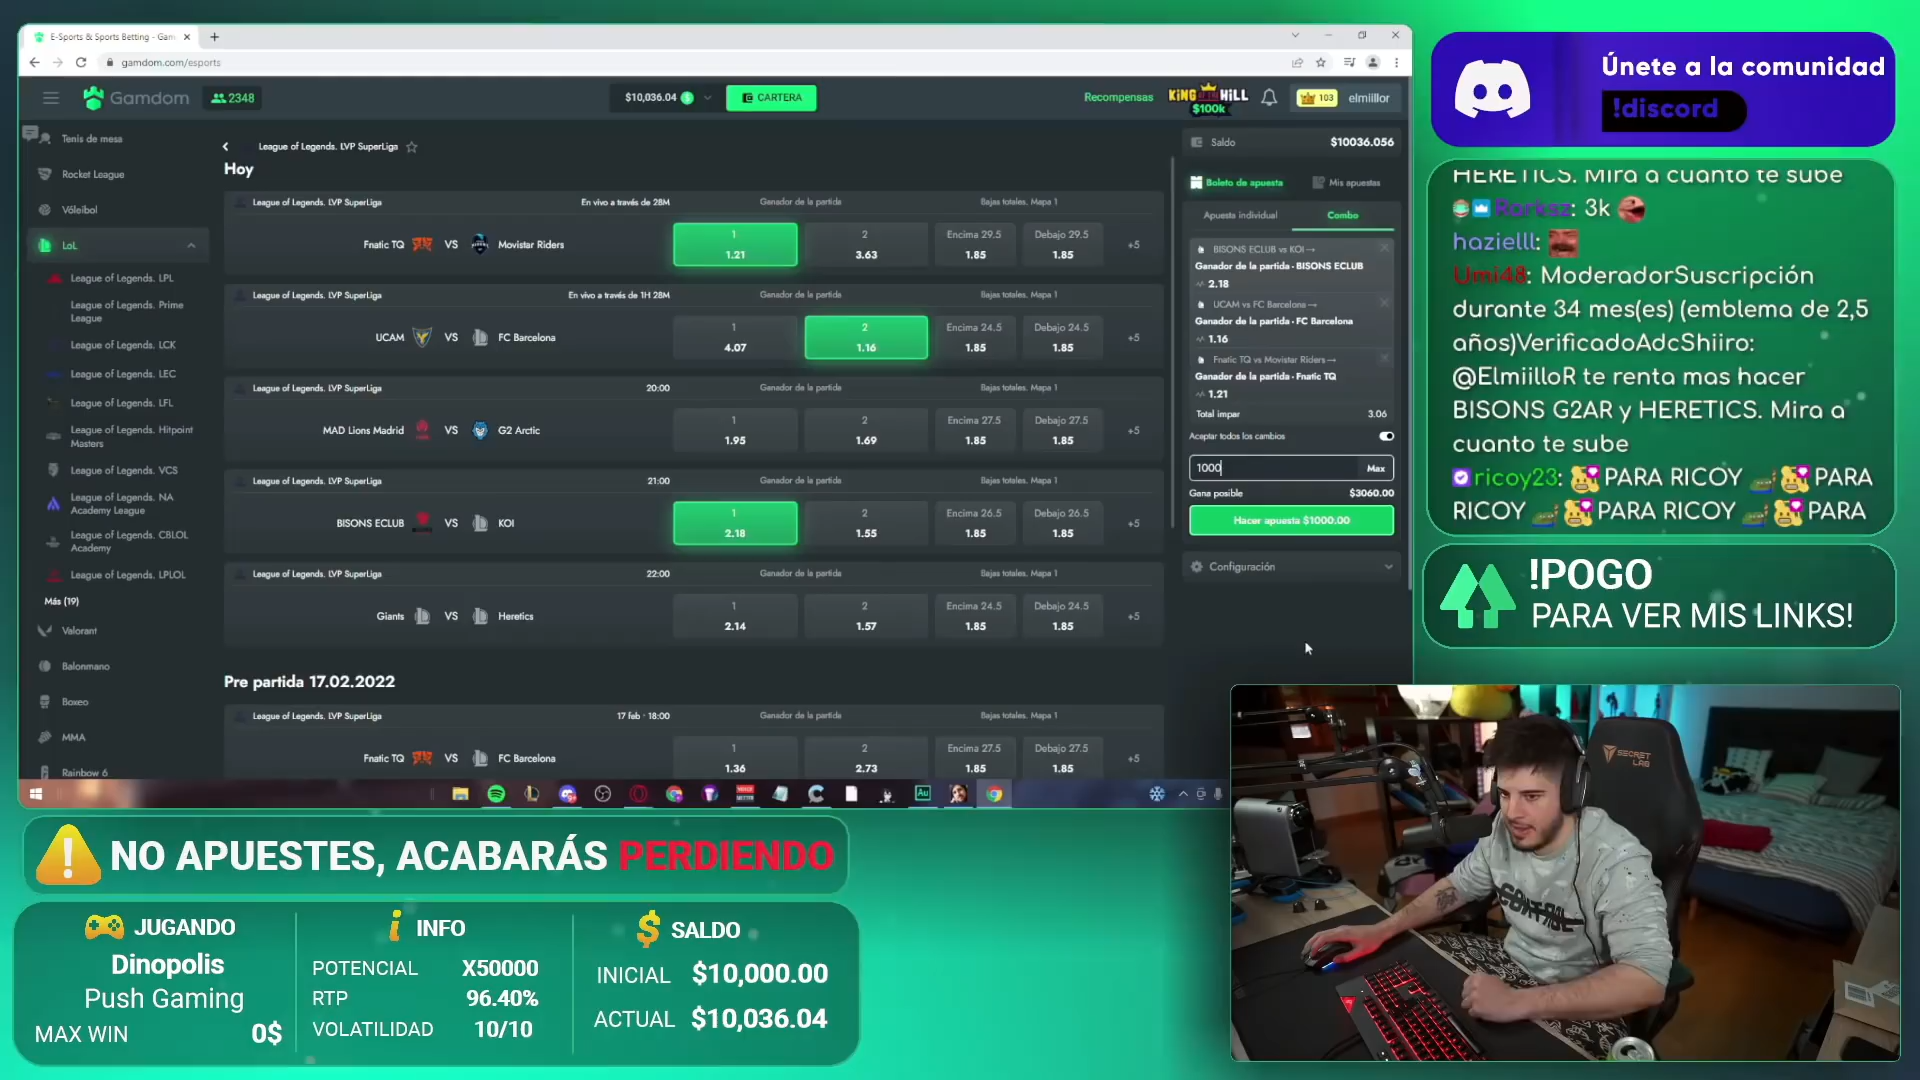 E-Sports & Sports Betting - Gam
gamdom.com/esports
Gamdom
2348
$10,036.04
CARTERA
Recompensas
KING OF THE HILL
$100k
103
elmiillor
Tenis de mesa
Rocket League
Vóleibol
LoL
League of Legends. LPL
League of Legends. Prime
League
League of Legends. LCK
League of Legends. LEC
League of Legends. LFL
League of Legends. Hitpoint
Masters
League of Legends. VCS
League of Legends. NA
Academy League
League of Legends. CBLOL
Academy
League of Legends. LPLOL
Más (19)
Valorant
Balonmano
Boxeo
MMA
Rainbow 6
League of Legends. LVP SuperLiga
Hoy
League of Legends. LVP SuperLiga
En vivo a través de 28M
Ganador de la partida
Bajas totales. Mapa 1
Fnatic TQ VS Movistar Riders
1
1.21
2
3.63
Encima 29.5
1.85
Debajo 29.5
1.85
+5
League of Legends. LVP SuperLiga
En vivo a través de 1H 28M
Ganador de la partida
Bajas totales. Mapa 1
UCAM VS FC Barcelona
1
4.07
2
1.16
Encima 24.5
1.85
Debajo 24.5
1.85
+5
League of Legends. LVP SuperLiga
20:00
Ganador de la partida
Bajas totales. Mapa 1
MAD Lions Madrid VS G2 Arctic
1
1.95
2
1.69
Encima 27.5
1.85
Debajo 27.5
1.85
+5
League of Legends. LVP SuperLiga
21:00
Ganador de la partida
Bajas totales. Mapa 1
BISONS ECLUB VS KOI
1
2.18
2
1.55
Encima 26.5
1.85
Debajo 26.5
1.85
+5
League of Legends. LVP SuperLiga
22:00
Ganador de la partida
Bajas totales. Mapa 1
Giants VS Heretics
1
2.14
2
1.57
Encima 24.5
1.85
Debajo 24.5
1.85
+5
Pre partida 17.02.2022
League of Legends. LVP SuperLiga
17 feb · 18:00
Ganador de la partida
Bajas totales. Mapa 1
Fnatic TQ VS FC Barcelona
1
1.36
2
2.73
Encima 27.5
1.85
Debajo 27.5
1.85
+5
Saldo
$10036.056
Boleto de apuesta
Mis apuestas
Apuesta individual
Combo
BISONS ECLUB vs KOI →
Ganador de la partida - BISONS ECLUB
2.18
UCAM vs FC Barcelona →
Ganador de la partida - FC Barcelona
1.16
Fnatic TQ vs Movistar Riders →
Ganador de la partida - Fnatic TQ
1.21
Total impar
3.06
Aceptar todos los cambios
1000
Max
Gana posible
$3060.00
Hacer apuesta $1000.00
Configuración
Au
Únete a la comunidad
!discord
HERETICS. Mira a cuanto te sube
Rarksz: 3k
hazielll:
Umi48: ModeradorSuscripción
durante 34 mes(es) (emblema de 2,5
años)VerificadoAdcShiiro:
@ElmiilloR te renta mas hacer
BISONS G2AR y HERETICS. Mira a
cuanto te sube
ricoy23: PARA RICOY PARA
RICOY PARA RICOY PARA
!POGO
PARA VER MIS LINKS!
SECRET
LAB
CONTROL
NO APUESTES, ACABARÁS PERDIENDO
JUGANDO
Dinopolis
Push Gaming
MAX WIN 0$
INFO
POTENCIAL X50000
RTP 96.40%
VOLATILIDAD 10/10
SALDO
INICIAL $10,000.00
ACTUAL $10,036.04